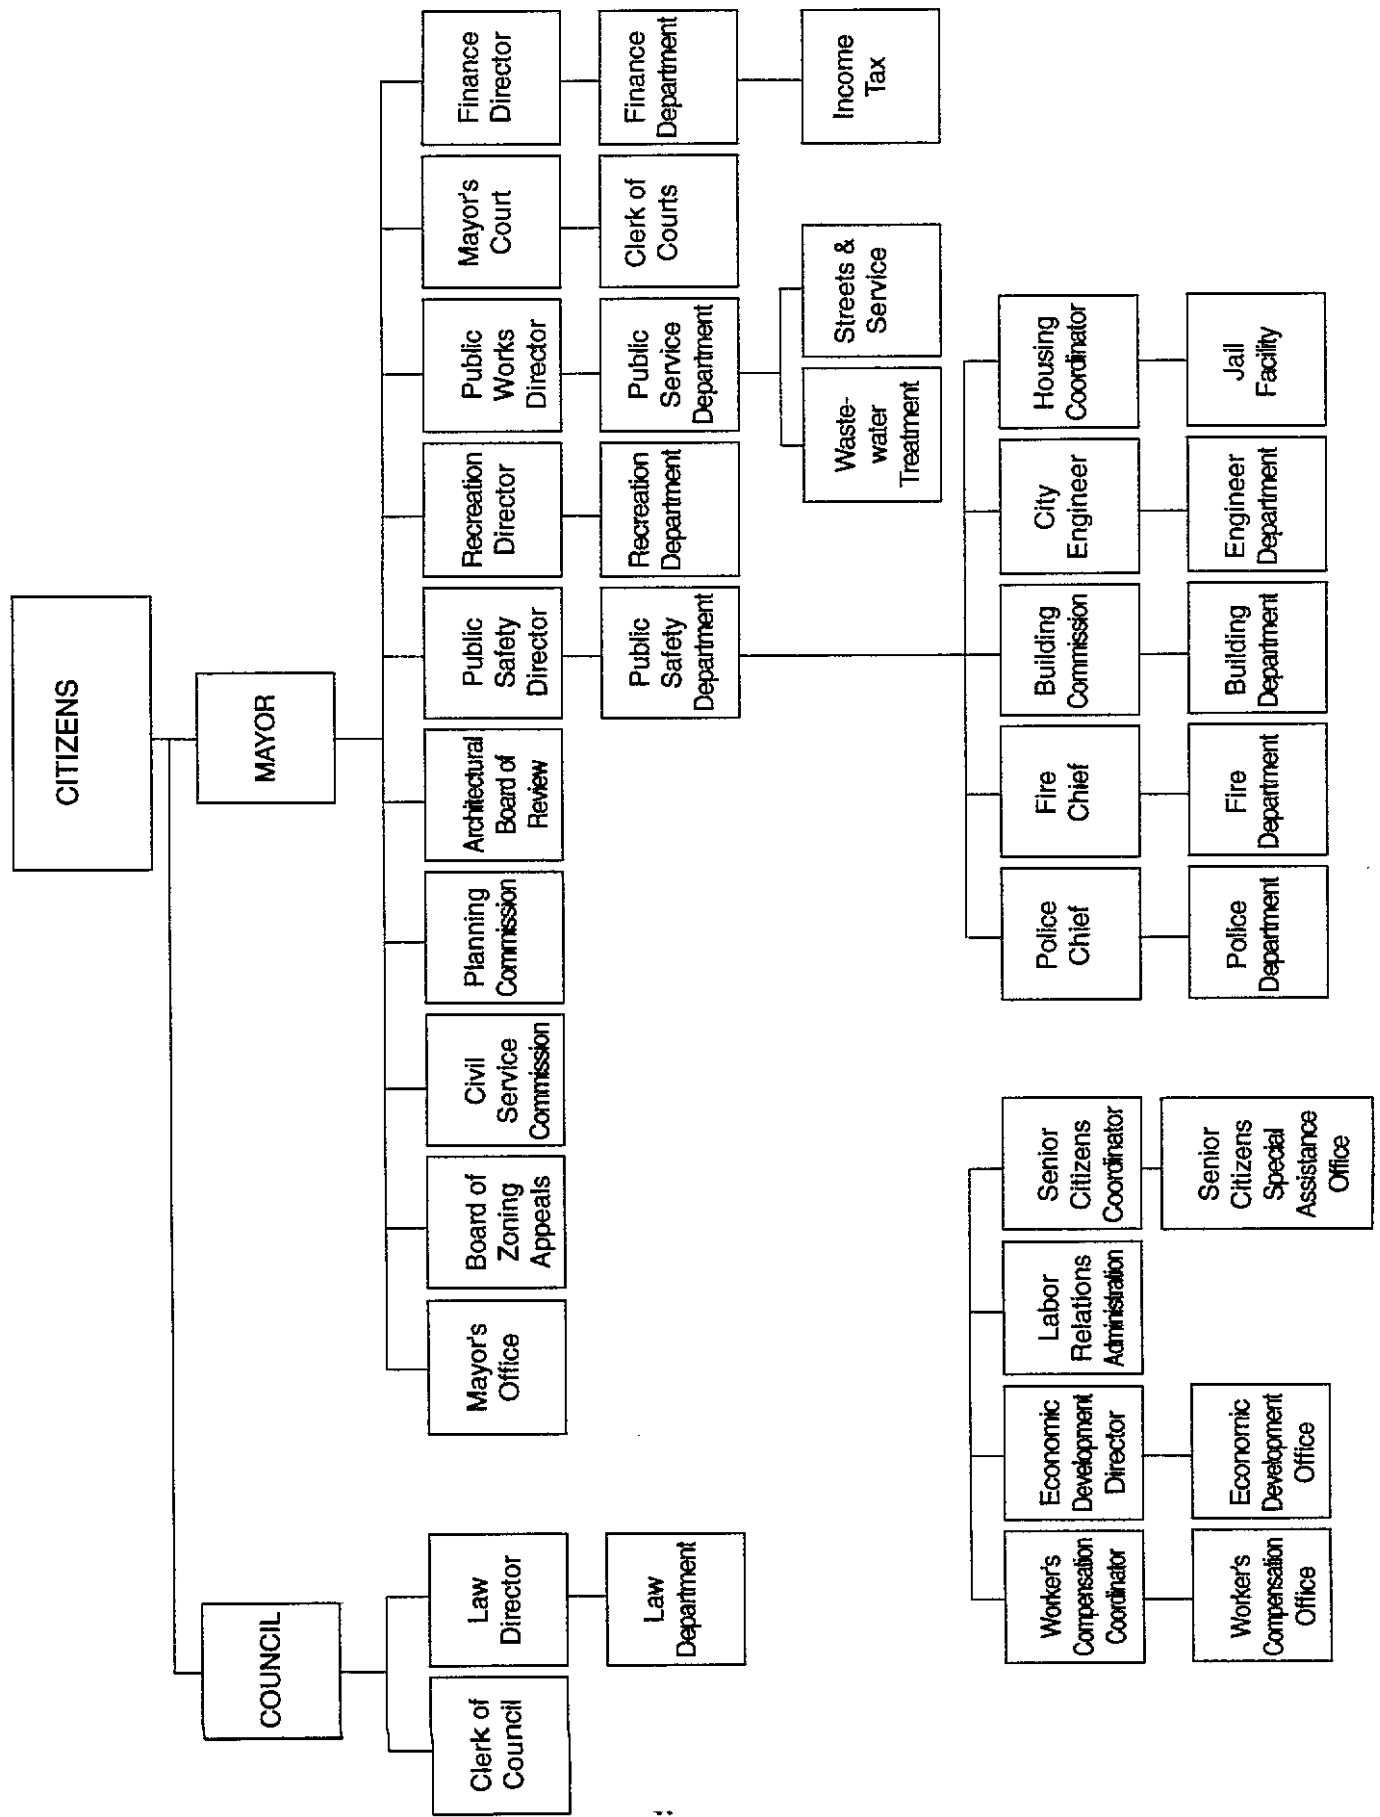 CITIZENS
MAYOR
COUNCIL
Clerk of
Council
Law
Director
Law
Department
Mayor's
Office
Board of
Zoning
Appeals
Civil
Service
Commission
Planning
Commission
Architectural
Board of
Review
Public
Safety
Director
Recreation
Director
Public
Works
Director
Mayor's
Court
Finance
Director
Public
Safety
Department
Recreation
Department
Public
Service
Department
Clerk of
Courts
Finance
Department
Waste-
water
Treatment
Streets &
Service
Income
Tax
Worker's
Compensation
Coordinator
Economic
Development
Director
Labor
Relations
Administration
Senior
Citizens
Coordinator
Police
Chief
Fire
Chief
Building
Commission
City
Engineer
Housing
Coordinator
Worker's
Compensation
Office
Economic
Development
Office
Senior
Citizens
Special
Assistance
Office
Police
Department
Fire
Department
Building
Department
Engineer
Department
Jail
Facility